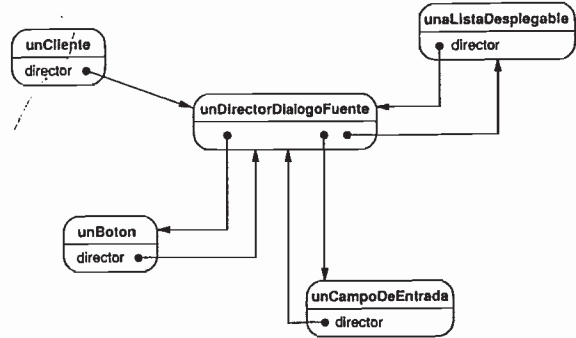 unCliente
director
unaListaDesplegable
director
unDirectorDialogoFuente
unBoton
director
unCampoDeEntrada
director